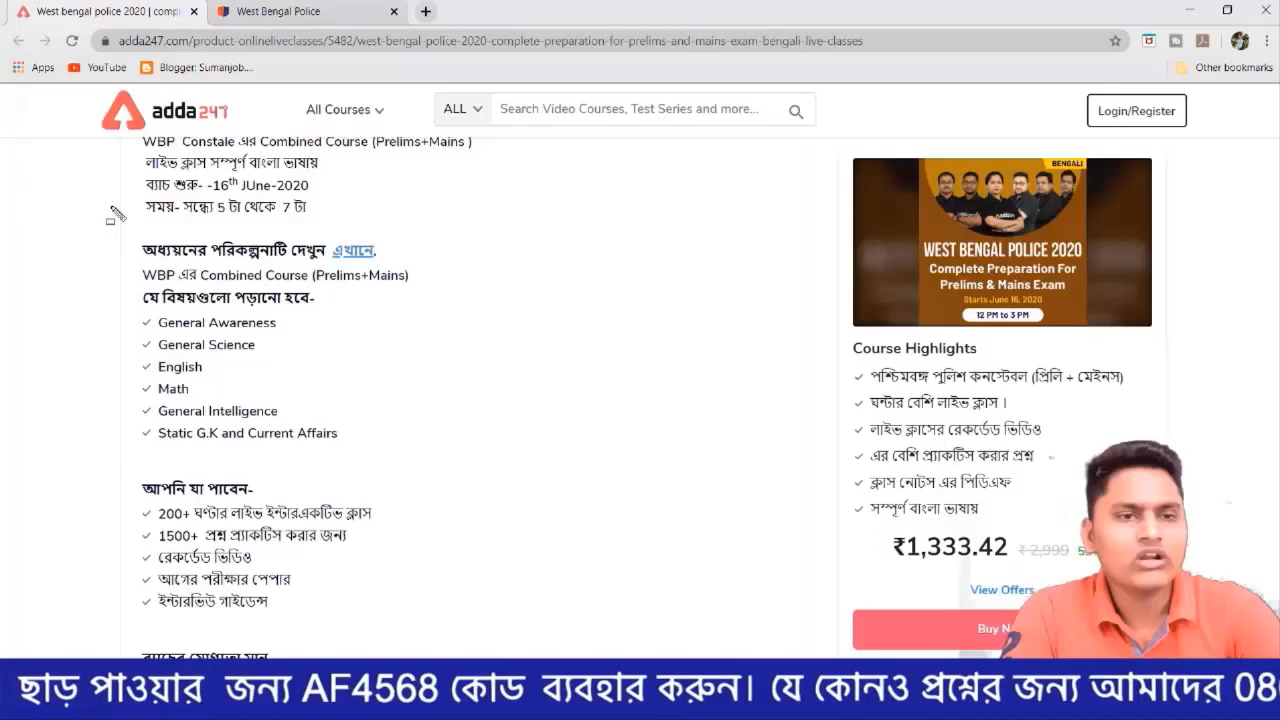 West bengal police 2020 | compl
West Bengal Police
adda247.com/product-onlineliveclasses/5482/west-bengal-police-2020-complete-preparation-for-prelims-and-mains-exam-bengali-live-classes
Apps
YouTube
Blogger: Sumanjob....
Other bookmarks
adda247
All Courses
ALL
Search Video Courses, Test Series and more...
Login/Register
WBP Constale এর Combined Course (Prelims+Mains )
লাইভ ক্লাস সম্পূর্ণ বাংলা ভাষায়
ব্যাচ শুরু- -16th JUne-2020
সময়- সন্ধ্যে 5 টা থেকে 7 টা
অধ্যয়নের পরিকল্পনাটি দেখুন এখানে.
WBP এর Combined Course (Prelims+Mains)
যে বিষয়গুলো পড়ানো হবে-
General Awareness
General Science
English
Math
General Intelligence
Static G.K and Current Affairs
আপনি যা পাবেন-
200+ ঘণ্টার লাইভ ইন্টারএকটিভ ক্লাস
1500+ প্রশ্ন প্র্যাকটিস করার জন্য
রেকর্ডেড ভিডিও
আগের পরীক্ষার পেপার
ইন্টারভিউ গাইডেন্স
BENGALI
WEST BENGAL POLICE 2020
Complete Preparation For
Prelims & Mains Exam
Starts June 16, 2020
12 PM to 3 PM
Course Highlights
পশ্চিমবঙ্গ পুলিশ কনস্টেবল (প্রিলি + মেইনস)
ঘন্টার বেশি লাইভ ক্লাস ।
লাইভ ক্লাসের রেকর্ডেড ভিডিও
এর বেশি প্র্যাকটিস করার প্রশ্ন
ক্লাস নোটস এর পিডিএফ
সম্পূর্ণ বাংলা ভাষায়
₹1,333.42 ₹ 2,999
View Offers
Buy N
ছাড় পাওয়ার জন্য AF4568 কোড ব্যবহার করুন। যে কোনও প্রশ্নের জন্য আমাদের 08